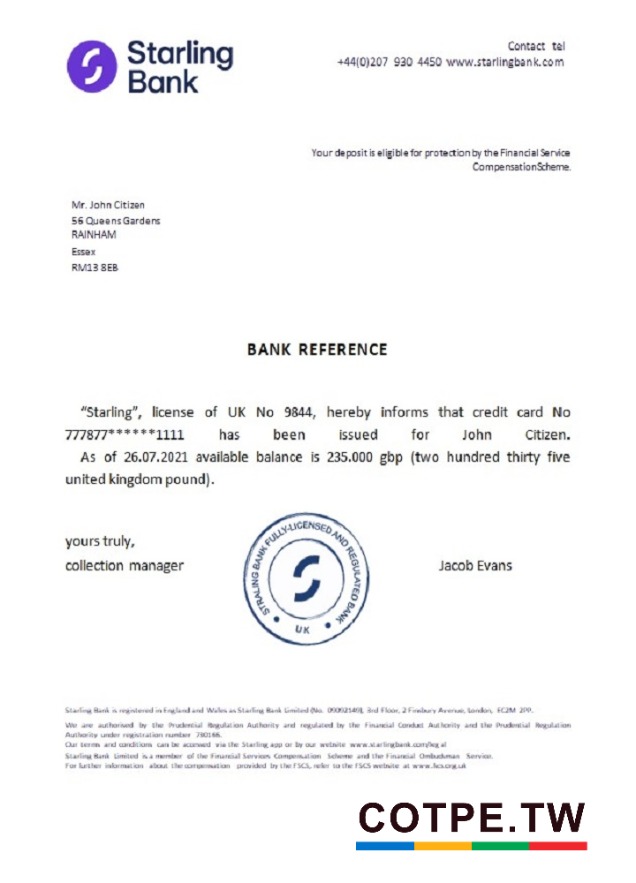 Starling
Bank
Contact tel
+44(0)207 930 4450 www.starlingbank.com
Your deposit is eligible for protection by the Financial Service
CompensationScheme.
Mr. John Citizen
56 Queens Gardens
RAINHAM
Essex
RM13 8EB
BANK REFERENCE
“Starling”, license of UK No 9844, hereby informs that credit card No
777877******1111 has been issued for John Citizen.
As of 26.07.2021 available balance is 235.000 gbp (two hundred thirty five
united kingdom pound).
yours truly,
collection manager
STRALING BANK FULLY-LICENSED AND REGULATED BANK
UK
Jacob Evans
Starling Bank is registered in England and Wales as Starling Bank Limited (No. 09092149), 3rd Floor, 2 Finsbury Avenue, London, EC2M 2PP.
We are authorised by the Prudential Regulation Authority and regulated by the Financial Conduct Authority and the Prudential Regulation
Authority under registration number 730166.
Our terms and conditions can be accessed via the Starling app or by our website www.starlingbank.com/legal
Starling Bank Limited is a member of the Financial Services Compensation Scheme and the Financial Ombudsman Service.
For further information about the compensation provided by the FSCS, refer to the FSCS website at www.fscs.org.uk
COTPE.TW